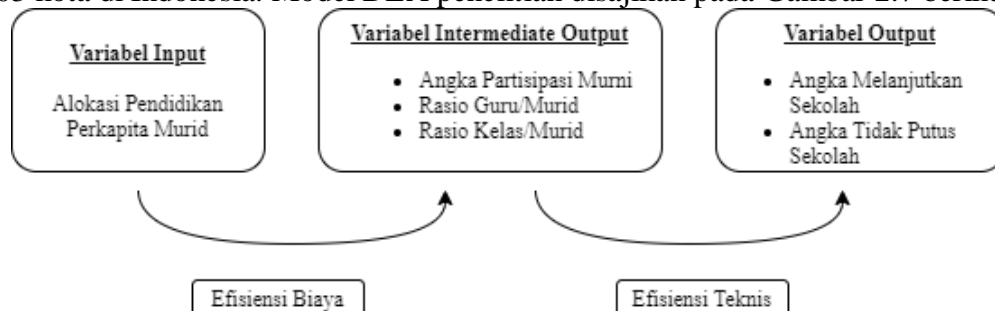 di Indonesia. Model DEA penelitian disajikan pada Gambar 2.7
Variabel Input
Alokasi Pendidikan
Perkapita Murid
Variabel Intermediate Output
• Angka Partisipasi Murni
• Rasio Guru/Murid
• Rasio Kelas/Murid
Variabel Output
• Angka Melanjutkan
Sekolah
• Angka Tidak Putus
Sekolah
Efisiensi Biaya
Efisiensi Teknis